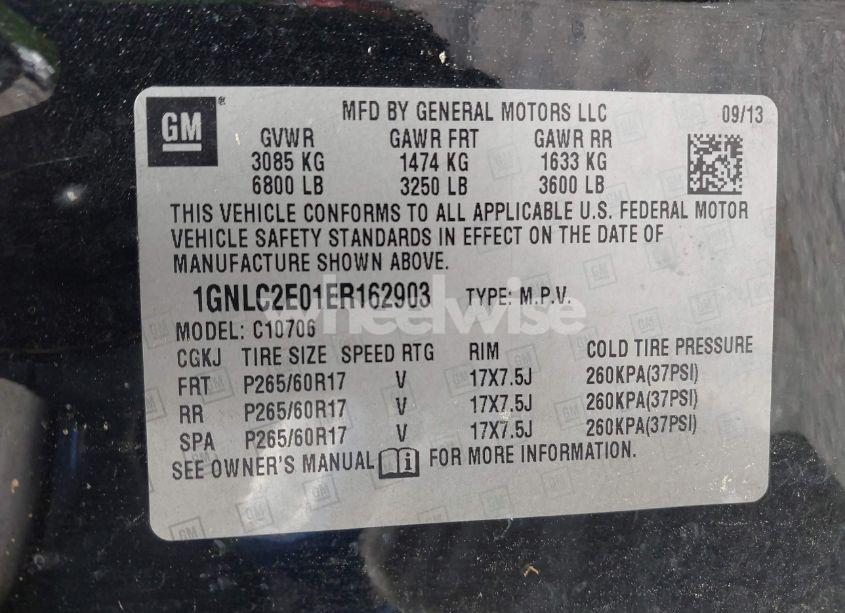 GM®
MFD BY GENERAL MOTORS LLC 09/13
GVWR GAWR FRT GAWR RR
3085 KG 1474 KG 1633 KG
6800 LB 3250 LB 3600 LB
THIS VEHICLE CONFORMS TO ALL APPLICABLE U.S. FEDERAL MOTOR
VEHICLE SAFETY STANDARDS IN EFFECT ON THE DATE OF
MANUFACTURE SHOWN ABOVE.
1GNLC2E01ER162903 TYPE: M.P.V.
wheelwise
MODEL: C10706
CGKJ TIRE SIZE SPEED RTG RIM COLD TIRE PRESSURE
FRT P265/60R17 V 17X7.5J 260KPA(37PSI)
RR P265/60R17 V 17X7.5J 260KPA(37PSI)
SPA P265/60R17 V 17X7.5J 260KPA(37PSI)
SEE OWNER'S MANUAL i FOR MORE INFORMATION.